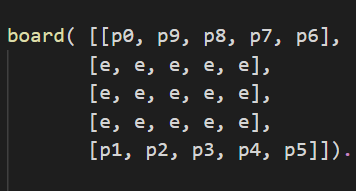 board( [[p0, p9, p8, p7, p6],
[e, e, e, e, e],
[e, e, e, e, e],
[e, e, e, e, e],
[p1, p2, p3, p4, p5]]).